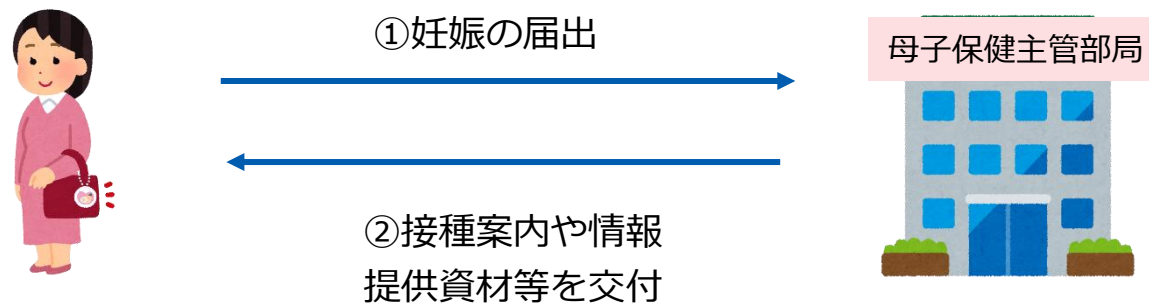 ①妊娠の届出
母子保健主管部局
②接種案内や情報
提供資材等を交付